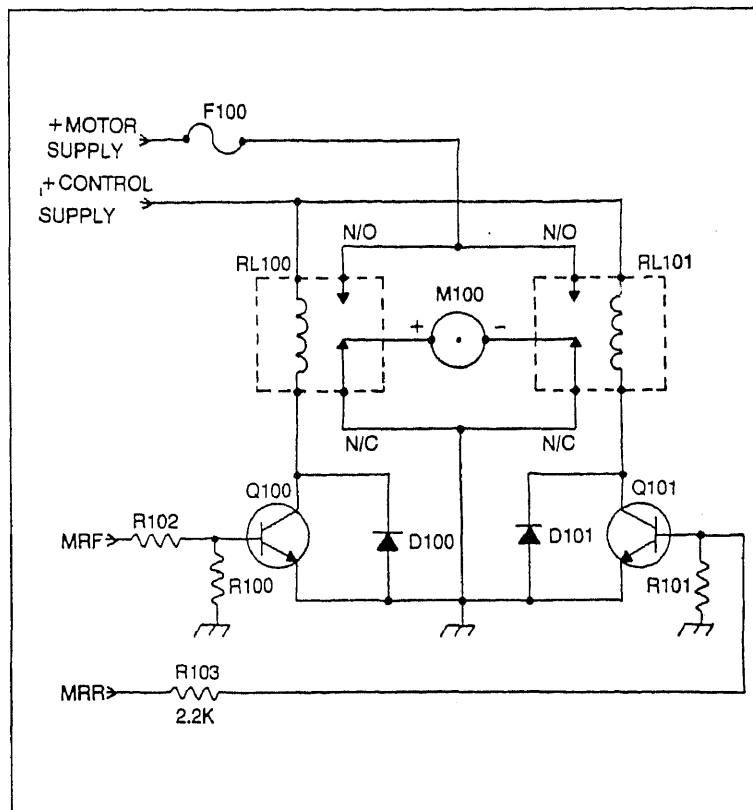 F100
+ MOTOR
SUPPLY
+ CONTROL
SUPPLY
N/O
N/O
RL100
RL101
M100
+
-
N/C
N/C
Q100
Q101
R102
MRF
D100
D101
R100
R101
R103
MRR
2.2K